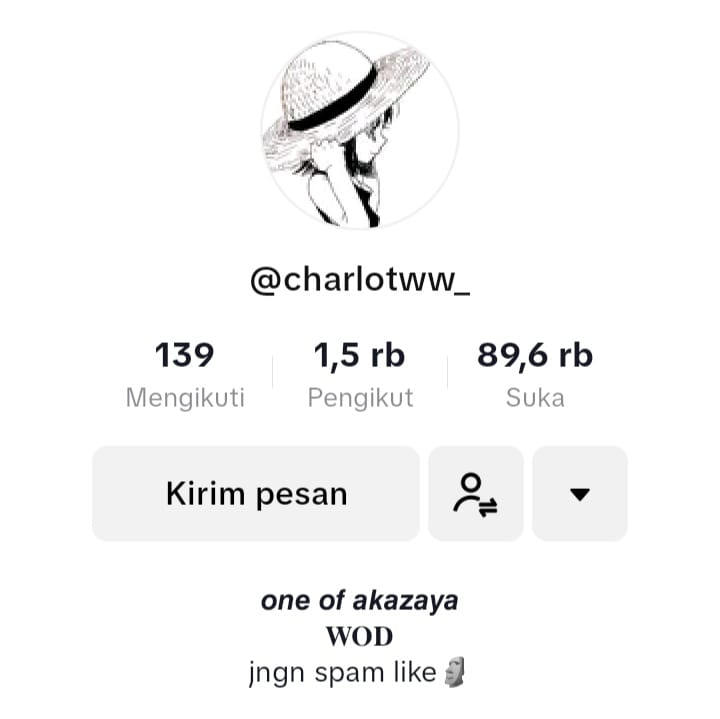 @charlotww_
139 1,5 rb 89,6 rb
Mengikuti Pengikut Suka
Kirim pesan
one of akazaya
WOD
jngn spam like🗿